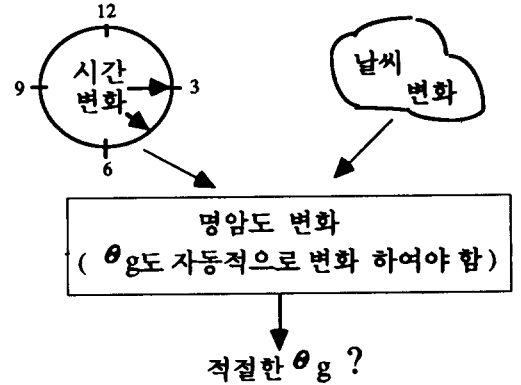 12
시간
변화
9
3
6
날씨
변화
명암도 변화
( θg도 자동적으로 변화 하여야 함 )
적절한 θg ?